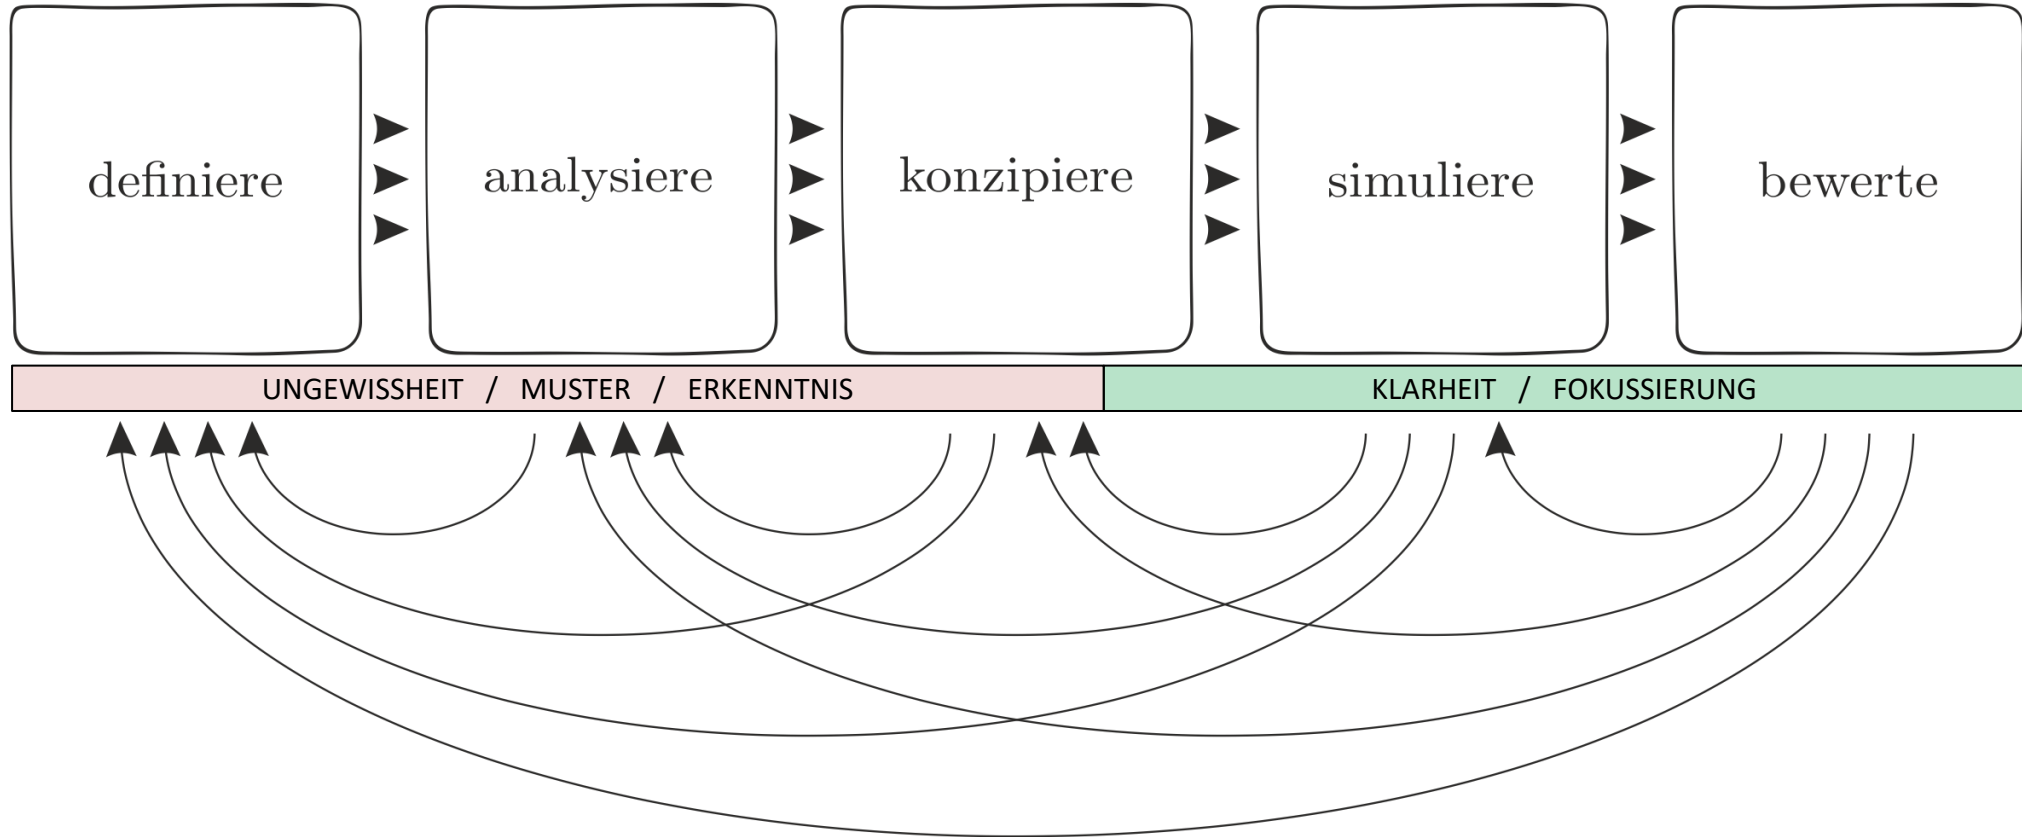 definiere
analysiere
konzipiere
simuliere
bewerte
UNGEWISSHEIT / MUSTER / ERKENNTNIS
KLARHEIT / FOKUSSIERUNG